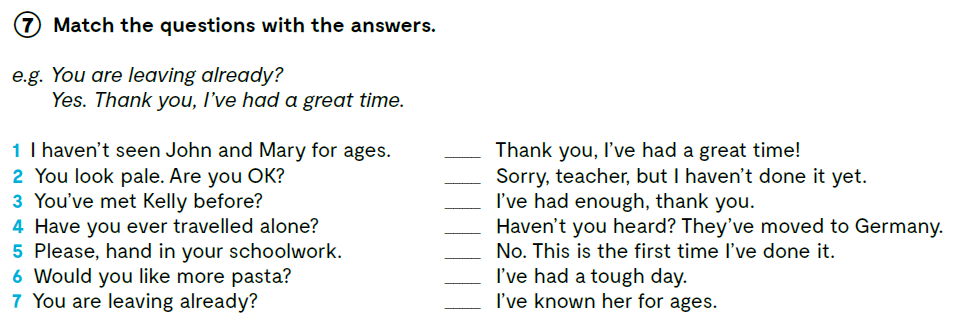 7 Match the questions with the answers.
e.g. You are leaving already?
Yes. Thank you, I've had a great time.
1 I haven't seen John and Mary for ages. ____ Thank you, I've had a great time!
2 You look pale. Are you OK? ____ Sorry, teacher, but I haven't done it yet.
3 You've met Kelly before? ____ I've had enough, thank you.
4 Have you ever travelled alone? ____ Haven't you heard? They've moved to Germany.
5 Please, hand in your schoolwork. ____ No. This is the first time I've done it.
6 Would you like more pasta? ____ I've had a tough day.
7 You are leaving already? ____ I've known her for ages.